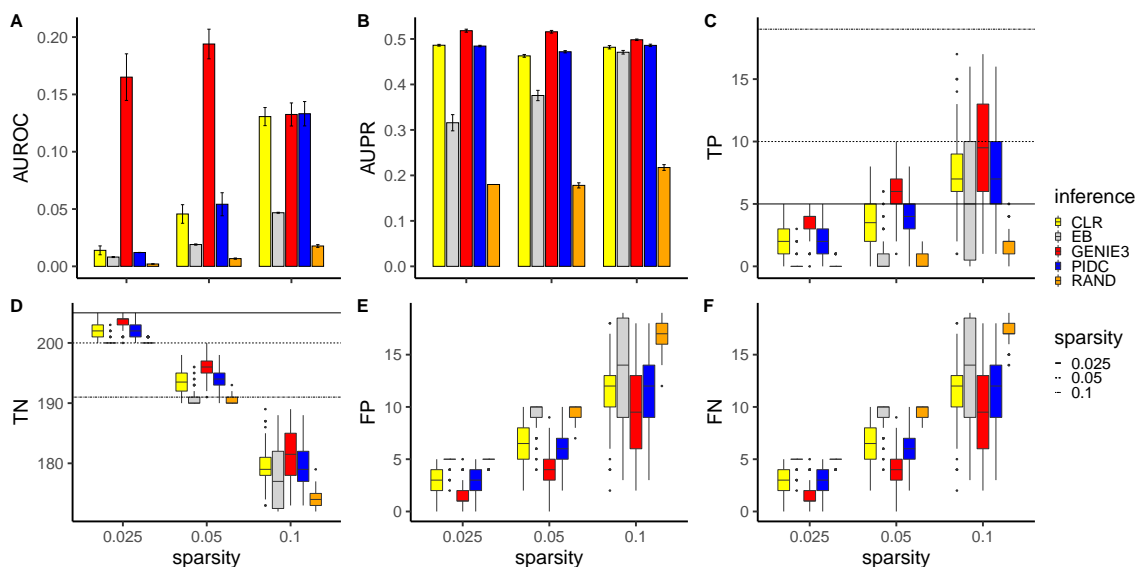 A
AUROC
0.20
0.15
0.10
0.05
0.00
B
AUPR
0.5
0.4
0.3
0.2
0.1
0.0
C
TP
15
10
5
0
inference
CLR
EB
GENIE3
PIDC
RAND
sparsity
0.025
0.05
0.1
D
TN
200
190
180
0.025 0.05 0.1
sparsity
E
FP
15
10
5
0
0.025 0.05 0.1
sparsity
F
FN
15
10
5
0
0.025 0.05 0.1
sparsity